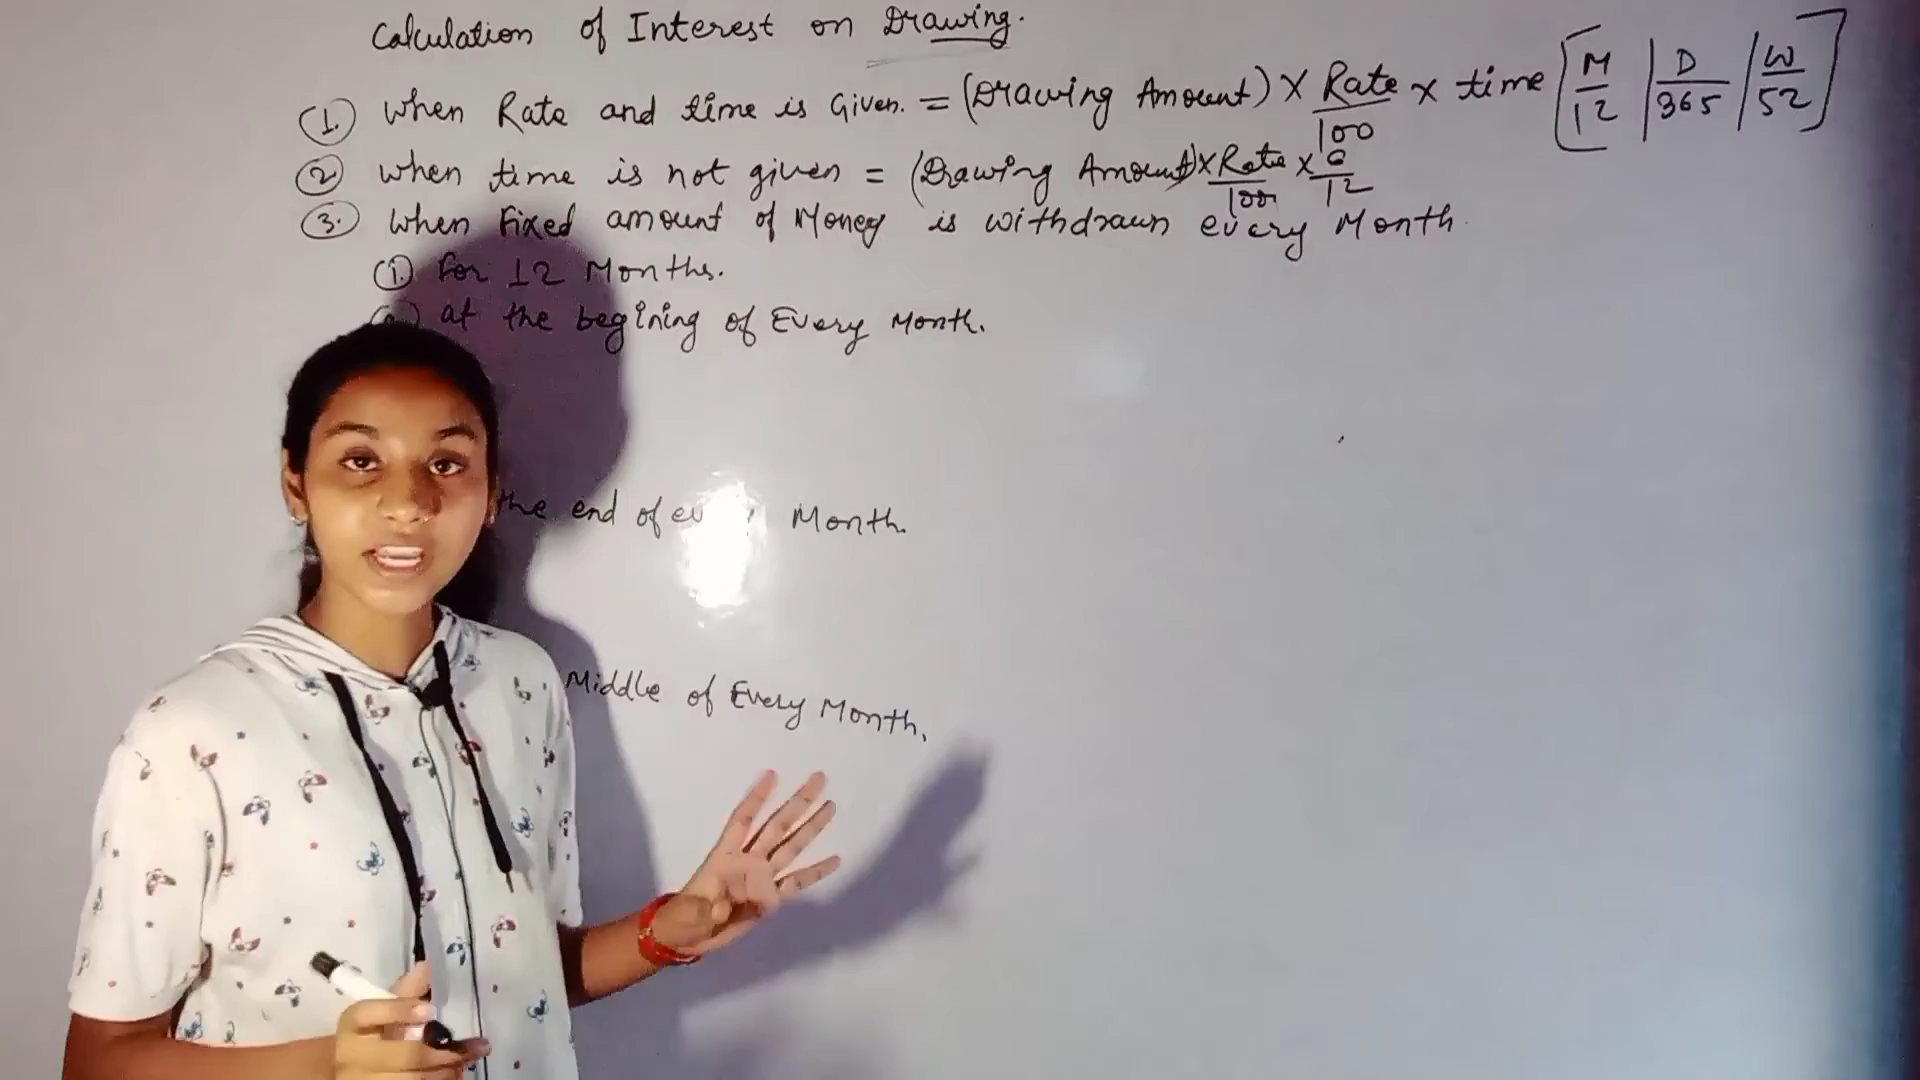 Calculation of Interest on Drawing.
(1.) when Rate and time is Given. = (Drawing Amount) × Rate/100 × time [M/12 | D/365 | W/52]
(2) when time is not given = (Drawing Amount) × Rate/100 × 6/12
(3.) When Fixed amount of Money is withdrawn every Month.
(i) For 12 Months.
at the begining of Every Month.
the end of every Month.
Middle of Every Month.